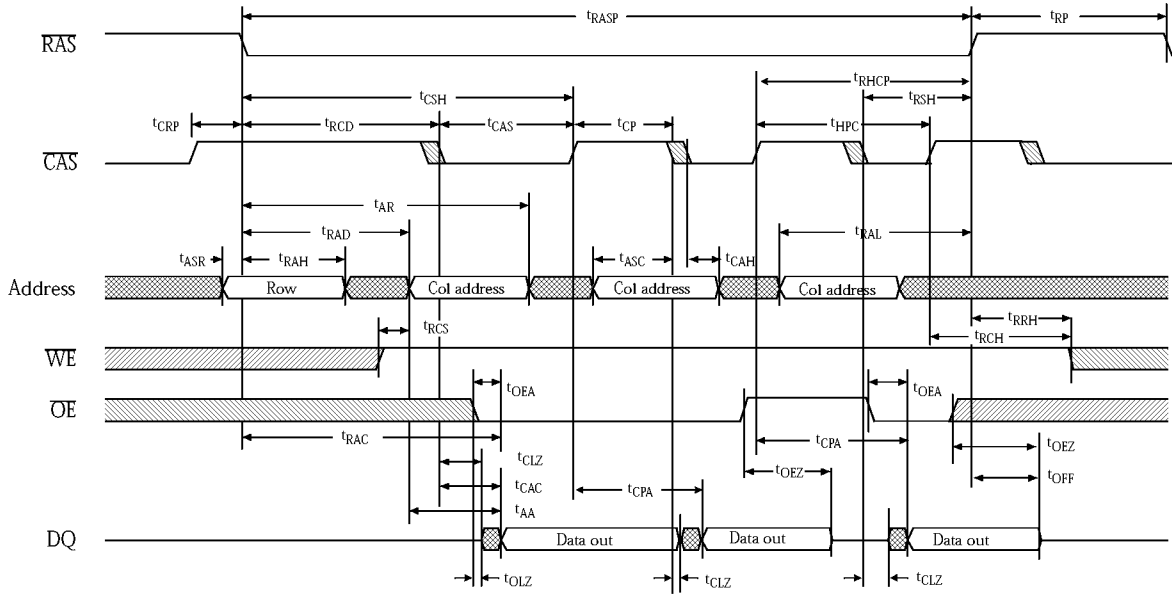 tRASP
tRP
RAS
tRHCP
tCSH
tRSH
tCRP
tRCD
tCAS
tCP
tHPC
CAS
tAR
tRAD
tRAL
tASR
tRAH
tASC
tCAH
Address
Row
Col address
Col address
Col address
tRCS
tRRH
tRCH
WE
tOEA
tOEA
OE
tRAC
tCPA
tOEZ
tCLZ
tOEZ
tOFF
tCAC
tCPA
tAA
DQ
Data out
Data out
Data out
tOLZ
tCLZ
tCLZ